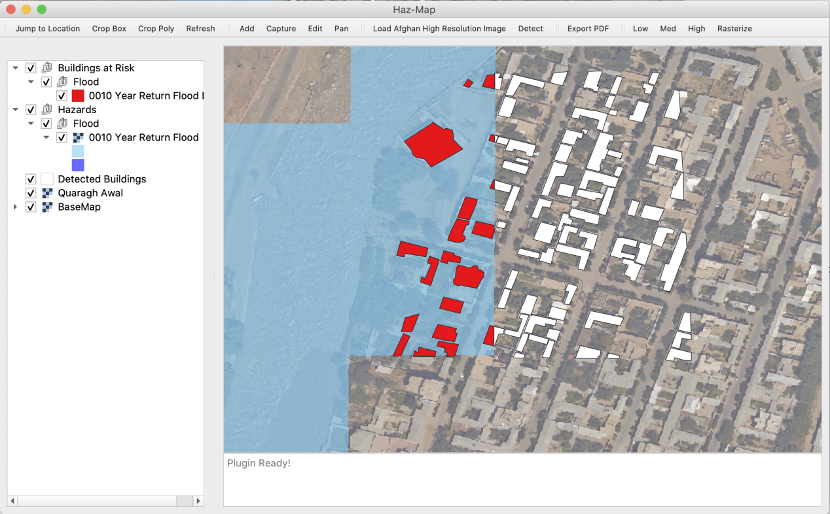 Haz-Map
Jump to Location Crop Box Crop Poly Refresh Add Capture Edit Pan Load Afghan High Resolution Image Detect Export PDF Low Med High Rasterize
Buildings at Risk
Flood
0010 Year Return Flood
Hazards
Flood
0010 Year Return Flood
Detected Buildings
Quaragh Awal
BaseMap
Plugin Ready!